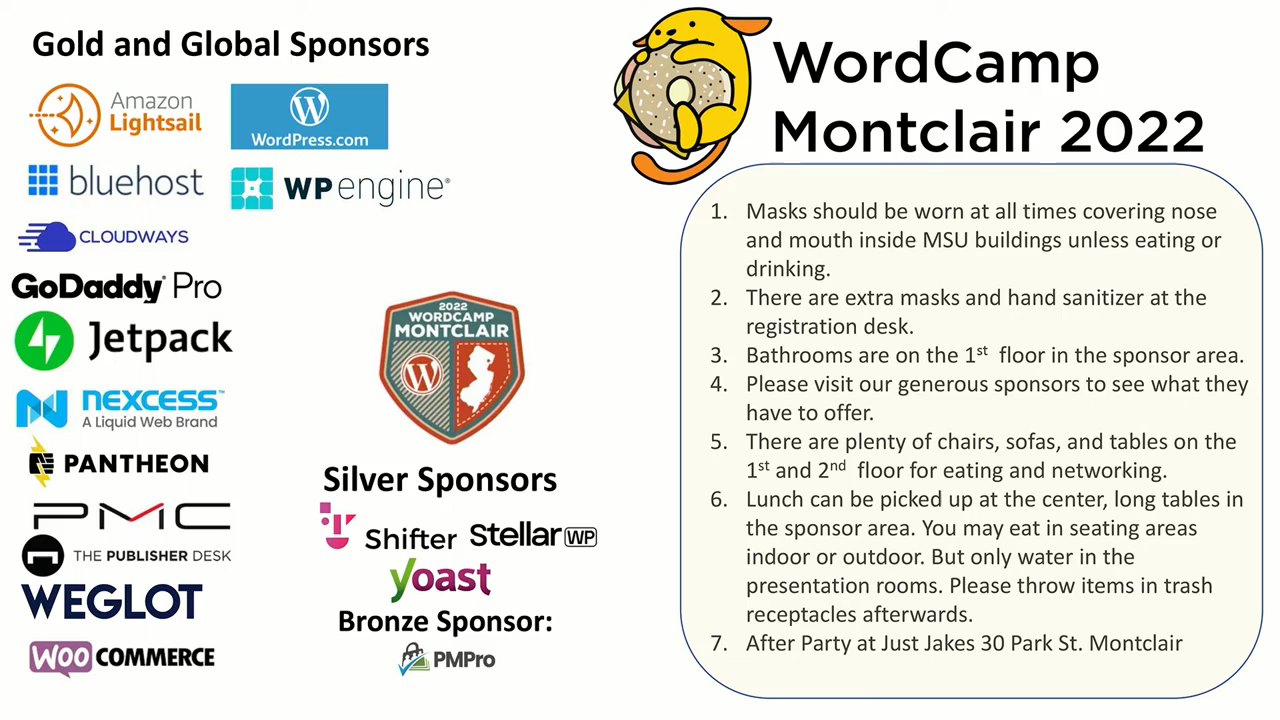 Gold and Global Sponsors
Amazon
Lightsail
WordPress.com
bluehost
WP engine®
CLOUDWAYS
GoDaddy® Pro
Jetpack
NEXCESS™
A Liquid Web Brand
PANTHEON
PMC
THE PUBLISHER DESK
WEGLOT
WOO COMMERCE
2022
WORDCAMP
MONTCLAIR
Silver Sponsors
Shifter
Stellar WP
yoast
Bronze Sponsor:
PMPro
WordCamp
Montclair 2022
1. Masks should be worn at all times covering nose
and mouth inside MSU buildings unless eating or
drinking.
2. There are extra masks and hand sanitizer at the
registration desk.
3. Bathrooms are on the 1st floor in the sponsor area.
4. Please visit our generous sponsors to see what they
have to offer.
5. There are plenty of chairs, sofas, and tables on the
1st and 2nd floor for eating and networking.
6. Lunch can be picked up at the center, long tables in
the sponsor area. You may eat in seating areas
indoor or outdoor. But only water in the
presentation rooms. Please throw items in trash
receptacles afterwards.
7. After Party at Just Jakes 30 Park St. Montclair